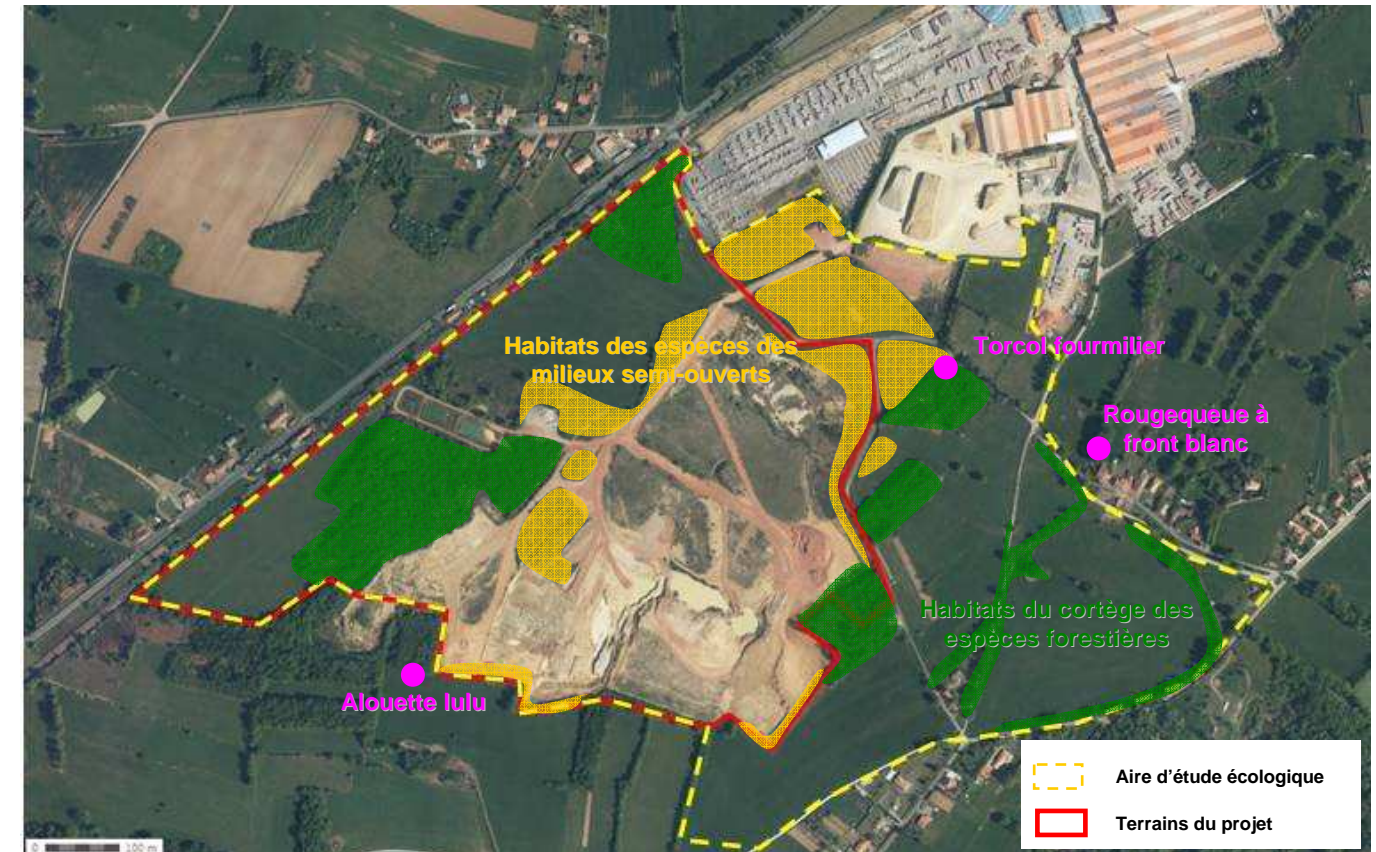 Habitats des espèces des
milieux semi-ouverts
Torcol fourmilier
Rougequeue à
front blanc
Habitats du cortège des
espèces forestières
Alouette lulu
Aire d'étude écologique
Terrains du projet
0 100 m